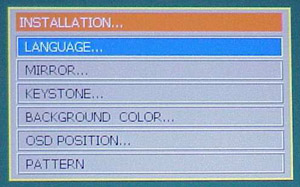 INSTALLATION...
LANGUAGE...
MIRROR...
KEYSTONE...
BACKGROUND COLOR...
OSD POSITION...
PATTERN